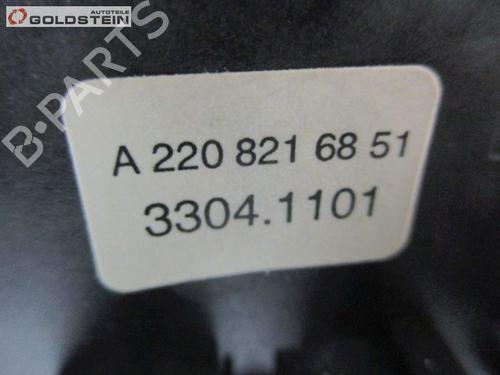 AUTOTEILE
GOLDSTEIN
B-PARTS
A 220 821 68 51
3304.1101